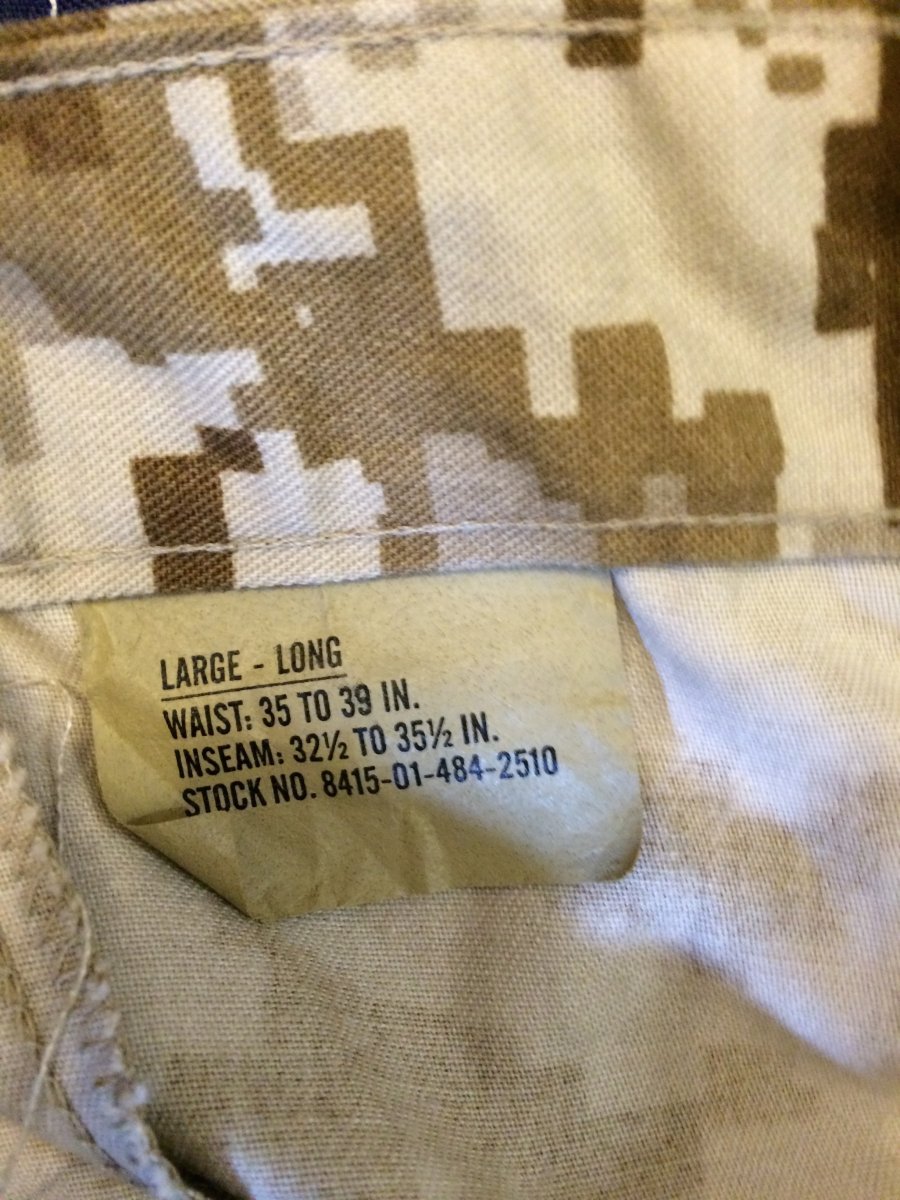 LARGE - LONG
WAIST: 35 TO 39 IN.
INSEAM: 32½ TO 35½ IN.
STOCK NO. 8415-01-484-2510